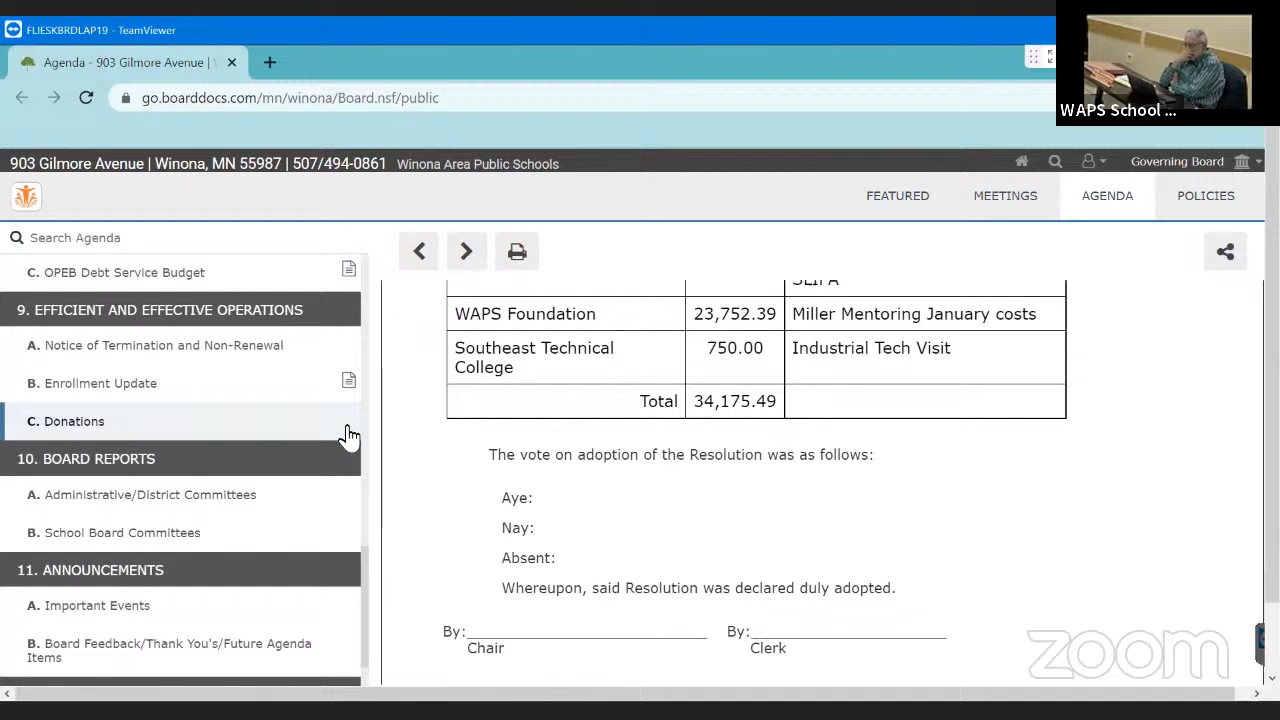 FLIESKBRDLAP19 - TeamViewer
Agenda - 903 Gilmore Avenue |
go.boarddocs.com/mn/winona/Board.nsf/public
WAPS School ...
903 Gilmore Avenue | Winona, MN 55987 | 507/494-0861 Winona Area Public Schools
Governing Board
FEATURED MEETINGS AGENDA POLICIES
Search Agenda
C. OPEB Debt Service Budget
9. EFFICIENT AND EFFECTIVE OPERATIONS
A. Notice of Termination and Non-Renewal
B. Enrollment Update
C. Donations
10. BOARD REPORTS
A. Administrative/District Committees
B. School Board Committees
11. ANNOUNCEMENTS
A. Important Events
B. Board Feedback/Thank You's/Future Agenda
Items
WAPS Foundation 23,752.39 Miller Mentoring January costs
Southeast Technical 750.00 Industrial Tech Visit
College
Total 34,175.49
The vote on adoption of the Resolution was as follows:
Aye:
Nay:
Absent:
Whereupon, said Resolution was declared duly adopted.
By:____________________________ By:_______________________
Chair Clerk
zoom